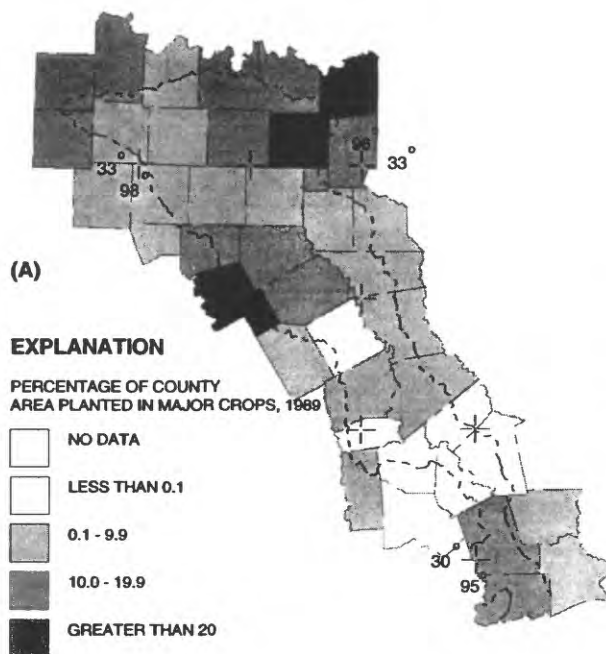 33°
98°
96°
33°
(A)
EXPLANATION
PERCENTAGE OF COUNTY
AREA PLANTED IN MAJOR CROPS, 1989
NO DATA
LESS THAN 0.1
0.1 - 9.9
10.0 - 19.9
GREATER THAN 20
30°
95°